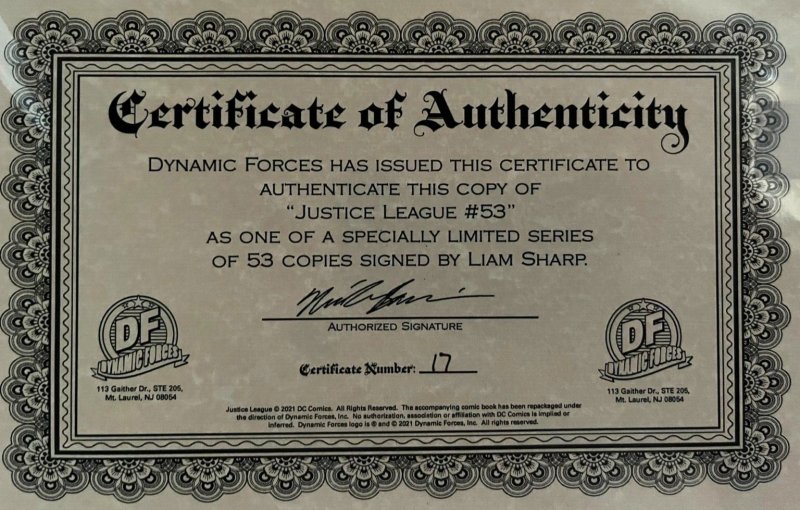 Certificate of Authenticity
DYNAMIC FORCES HAS ISSUED THIS CERTIFICATE TO
AUTHENTICATE THIS COPY OF
"JUSTICE LEAGUE #53"
AS ONE OF A SPECIALLY LIMITED SERIES
OF 53 COPIES SIGNED BY LIAM SHARP.
AUTHORIZED SIGNATURE
Certificate Number: 17
DF
DYNAMIC FORCES
113 Gaither Dr., STE 205,
Mt. Laurel, NJ 08054
DF
DYNAMIC FORCES
113 Gaither Dr., STE 205,
Mt. Laurel, NJ 08054
Justice League © 2021 DC Comics. All Rights Reserved. The accompanying comic book has been repackaged under
the direction of Dynamic Forces, Inc. No authorization, association or affiliation with DC Comics is implied or
inferred. Dynamic Forces logo is ® and © 2021 Dynamic Forces, Inc. All rights reserved.